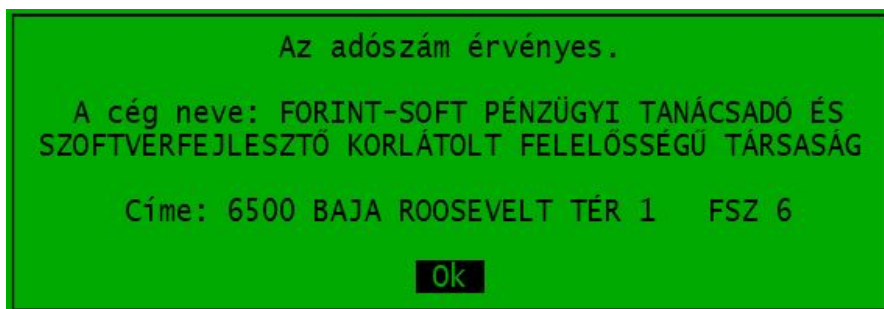 Az adószám érvényes.
A cég neve: FORINT-SOFT PÉNZÜGYI TANÁCSADÓ ÉS
SZOFTVERFEJLESZTŐ KORLÁTOLT FELELŐSSÉGŰ TÁRSASÁG
Címe: 6500 BAJA ROOSEVELT TÉR 1 FSZ 6
Ok